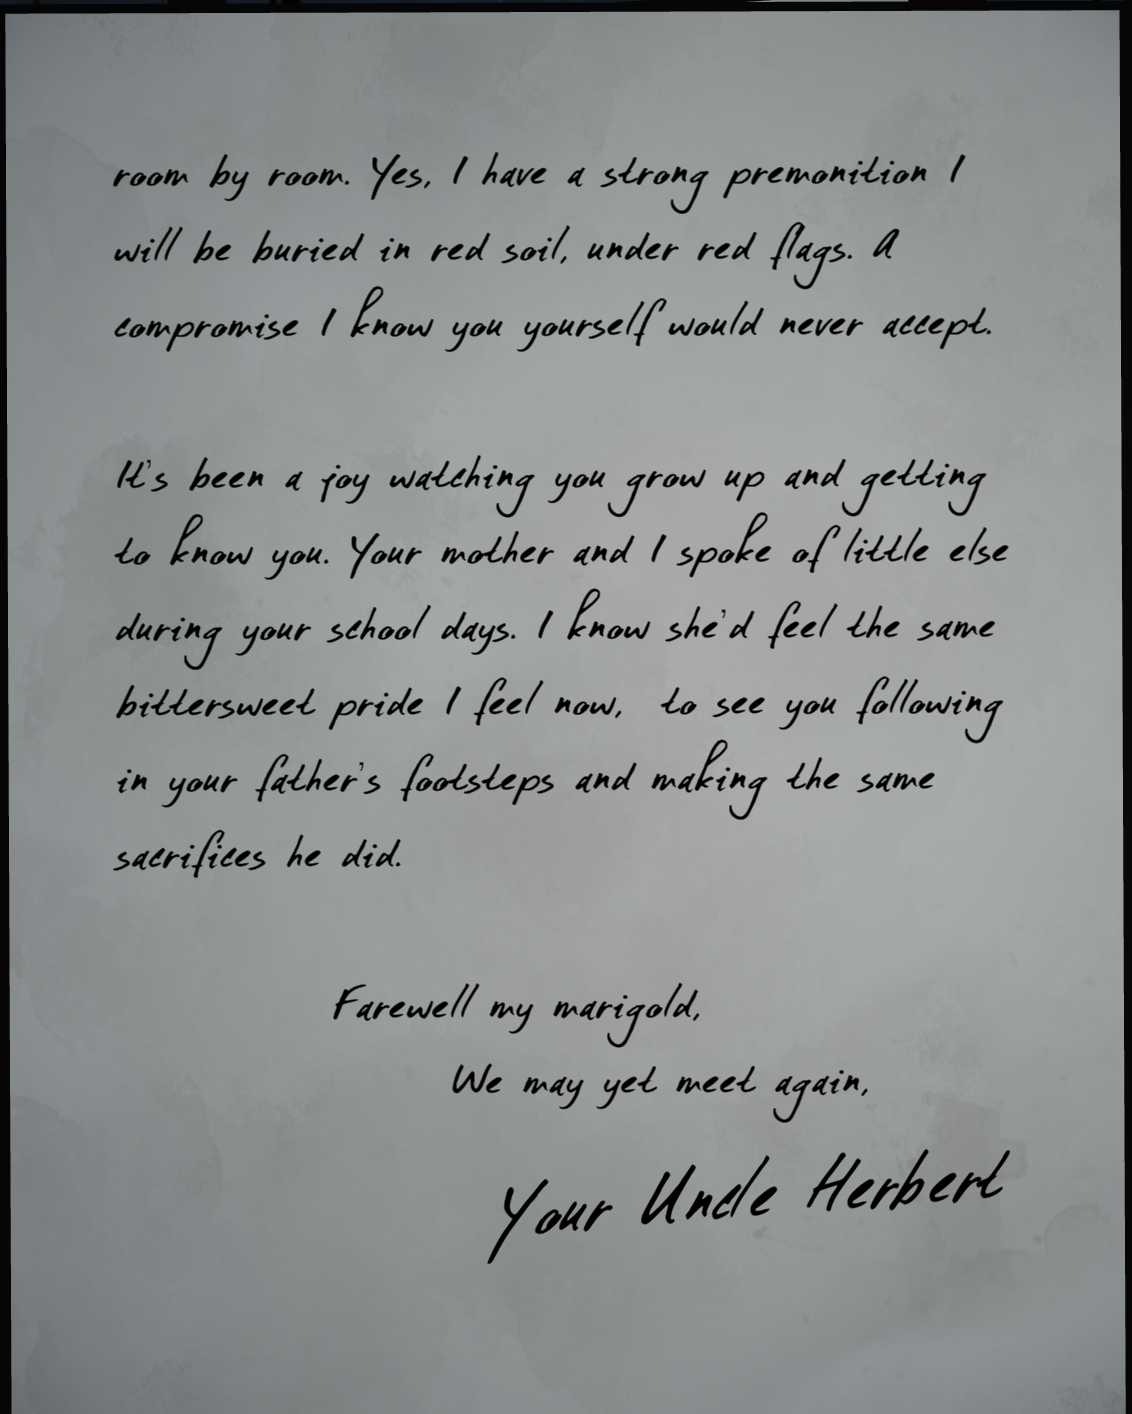 room by room. Yes, I have a strong premonition I
will be buried in red soil, under red flags. A
compromise I know you yourself would never accept.
It's been a joy watching you grow up and getting
to know you. Your mother and I spoke of little else
during your school days. I know she'd feel the same
bittersweet pride I feel now, to see you following
in your father's footsteps and making the same
sacrifices he did.
Farewell my marigold,
We may yet meet again,
Your Uncle Herbert